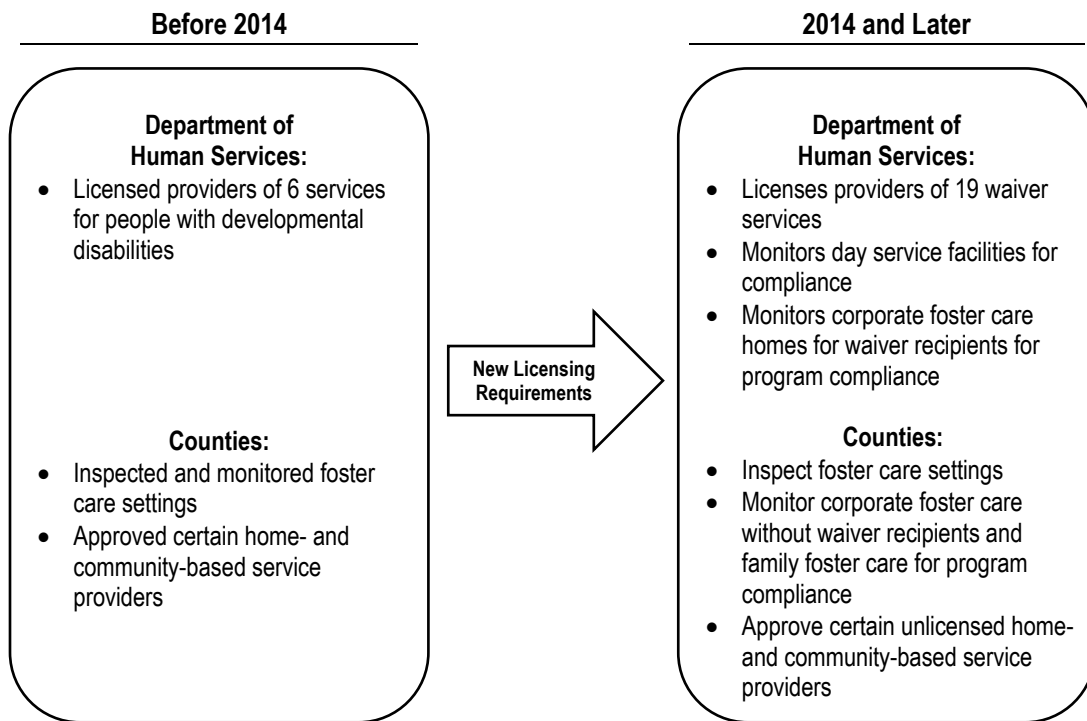 Before 2014
Department of
Human Services:
• Licensed providers of 6 services
for people with developmental
disabilities
Counties:
• Inspected and monitored foster
care settings
• Approved certain home- and
community-based service
providers
New Licensing
Requirements
2014 and Later
Department of
Human Services:
• Licenses providers of 19 waiver
services
• Monitors day service facilities for
compliance
• Monitors corporate foster care
homes for waiver recipients for
program compliance
Counties:
• Inspect foster care settings
• Monitor corporate foster care
without waiver recipients and
family foster care for program
compliance
• Approve certain unlicensed home-
and community-based service
providers